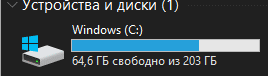 Устройства и диски (1)
Windows (C:)
64,6 ГБ свободно из 203 ГБ